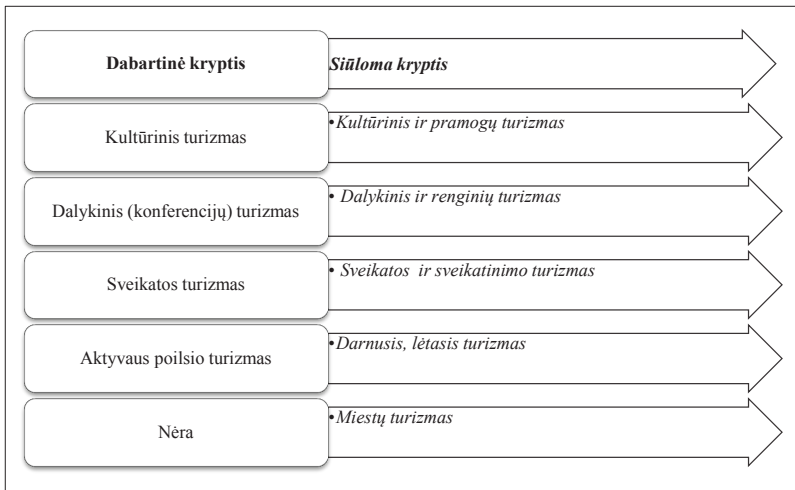 Dabartinė kryptis
Siūloma kryptis
Kultūrinis turizmas
•Kultūrinis ir pramogų turizmas
Dalykinis (konferencijų) turizmas
• Dalykinis ir renginių turizmas
Sveikatos turizmas
• Sveikatos ir sveikatinimo turizmas
Aktyvaus poilsio turizmas
•Darnusis, lėtasis turizmas
Nėra
•Miestų turizmas